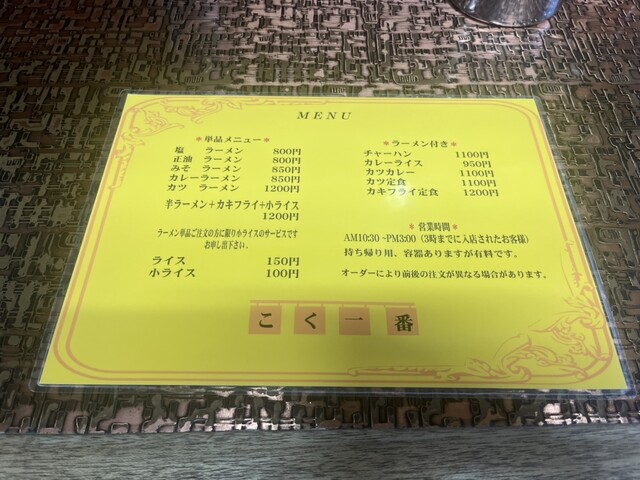 MENU
*単品メニュー*
塩 ラーメン 800円
正油 ラーメン 800円
みそ ラーメン 850円
カレーラーメン 850円
カツ ラーメン 1200円
半ラーメン+カキフライ+小ライス
1200円
ラーメン単品ご注文の方に限り小ライスのサービスです
お申し出下さい。
ライス 150円
小ライス 100円
*ラーメン付き*
チャーハン 1100円
カレーライス 950円
カツカレー 1100円
カツ定食 1100円
カキフライ定食 1200円
*営業時間*
AM10:30 ~PM3:00 (3時までに入店されたお客様)
持ち帰り用、容器ありますが有料です。
オーダーにより前後の注文が異なる場合があります。
こく一番